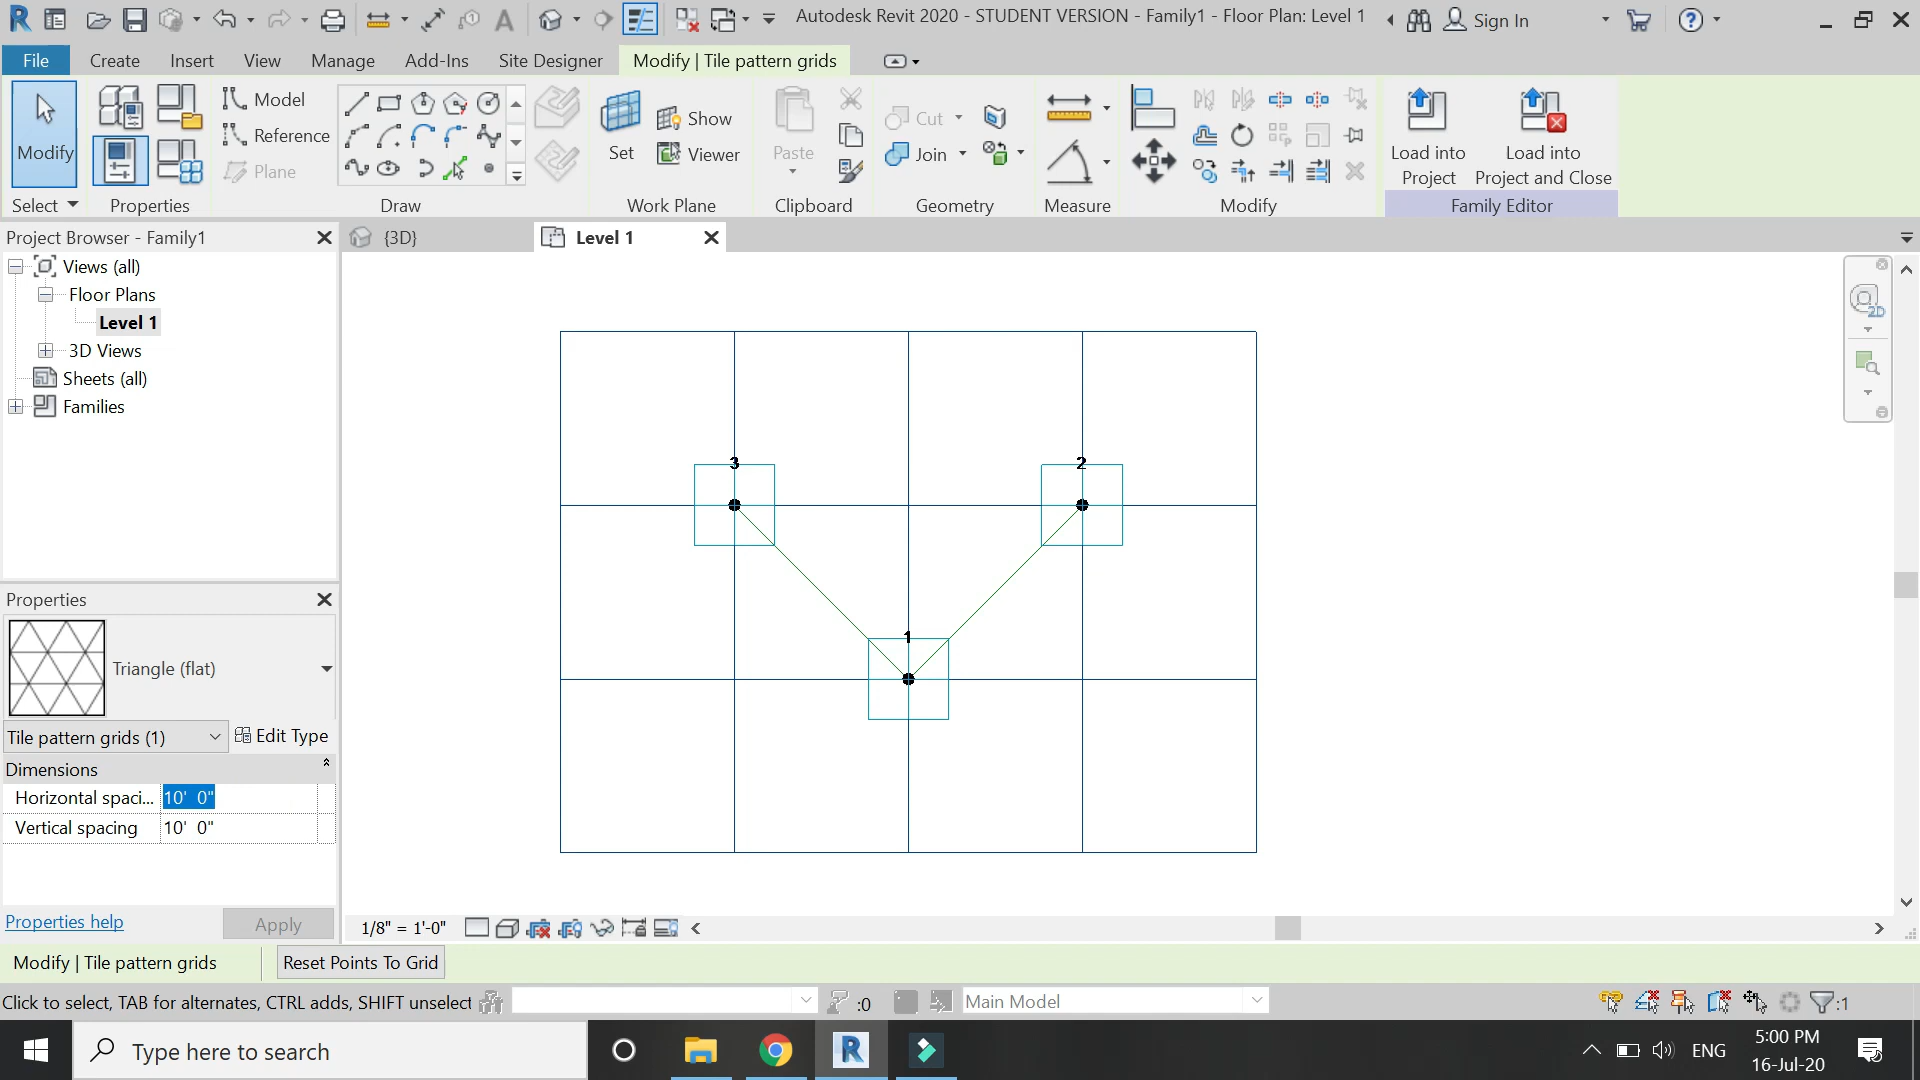 Autodesk Revit 2020 - STUDENT VERSION - Family1 - Floor Plan: Level 1
Sign In
File Create Insert View Manage Add-Ins Site Designer Modify | Tile pattern grids
Modify
Model
Reference
Plane
Set
Show
Viewer
Paste
Cut
Join
Load into Project
Load into Project and Close
Select Properties Draw Work Plane Clipboard Geometry Measure Modify Family Editor
Project Browser - Family1
{3D}
Level 1
Views (all)
Floor Plans
Level 1
3D Views
Sheets (all)
Families
3
2
1
2D
Properties
Triangle (flat)
Tile pattern grids (1)
Edit Type
Dimensions
Horizontal spaci... 10' 0"
Vertical spacing 10' 0"
Properties help
Apply
1/8" = 1'-0"
Modify | Tile pattern grids
Reset Points To Grid
Click to select, TAB for alternates, CTRL adds, SHIFT unselect
:0
Main Model
:1
Type here to search
ENG
5:00 PM
16-Jul-20